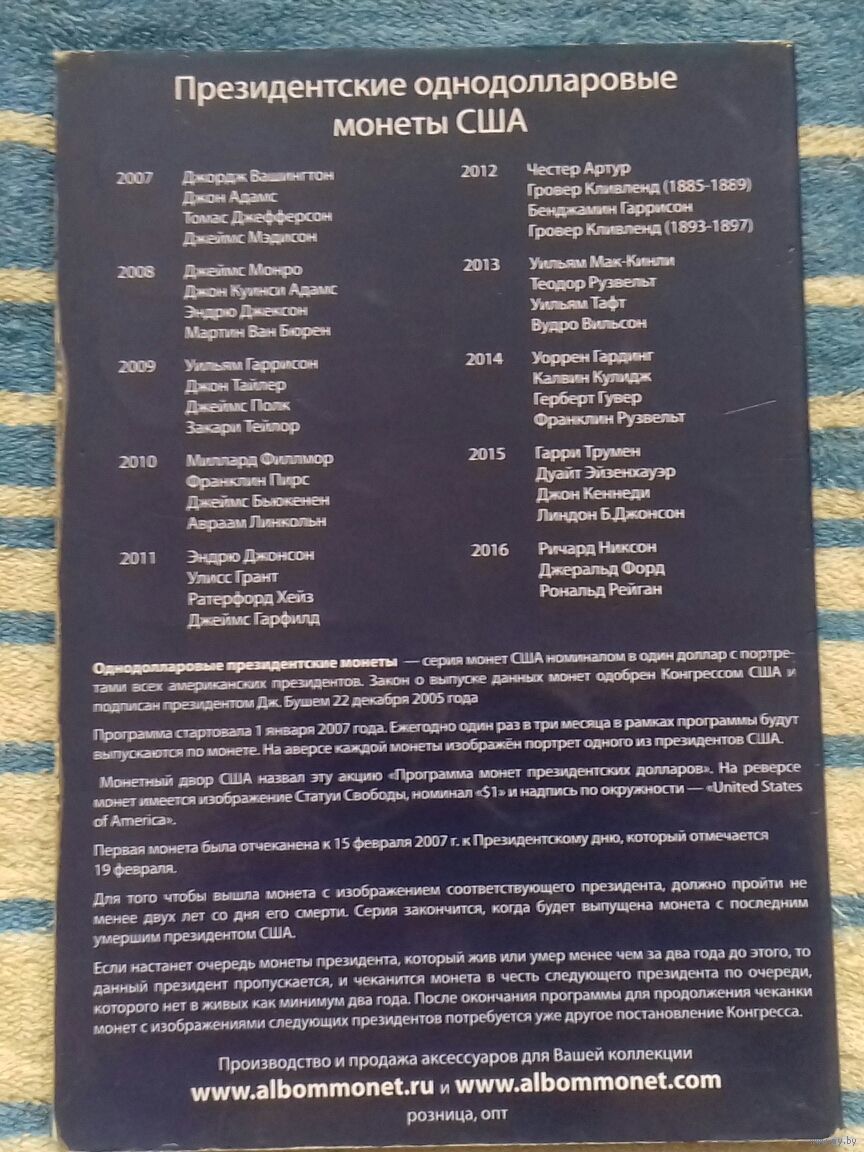 Президентские однодолларовые
монеты США
2007 Джордж Вашингтон
Джон Адамс
Томас Джефферсон
Джеймс Мэдисон
2008 Джеймс Монро
Джон Куинси Адамс
Эндрю Джексон
Мартин Ван Бюрен
2009 Уильям Гаррисон
Джон Тайлер
Джеймс Полк
Закари Тейлор
2010 Миллард Филлмор
Франклин Пирс
Джеймс Бьюкенен
Авраам Линкольн
2011 Эндрю Джонсон
Улисс Грант
Ратерфорд Хейз
Джеймс Гарфилд
2012 Честер Артур
Гровер Кливленд (1885-1889)
Бенджамин Гаррисон
Гровер Кливленд (1893-1897)
2013 Уильям Мак-Кинли
Теодор Рузвельт
Уильям Тафт
Вудро Вильсон
2014 Уоррен Гардинг
Калвин Кулидж
Герберт Гувер
Франклин Рузвельт
2015 Гарри Трумен
Дуайт Эйзенхауэр
Джон Кеннеди
Линдон Б.Джонсон
2016 Ричард Никсон
Джеральд Форд
Рональд Рейган
Однодолларовые президентские монеты — серия монет США номиналом в один доллар с портре-
тами всех американских президентов. Закон о выпуске данных монет одобрен Конгрессом США и
подписан президентом Дж. Бушем 22 декабря 2005 года
Программа стартовала 1 января 2007 года. Ежегодно один раз в три месяца в рамках программы будут
выпускаются по монете. На аверсе каждой монеты изображён портрет одного из президентов США.
Монетный двор США назвал эту акцию «Программа монет президентских долларов». На реверсе
монет имеется изображение Статуи Свободы, номинал «$1» и надпись по окружности — «United States
of America».
Первая монета была отчеканена к 15 февраля 2007 г. к Президентскому дню, который отмечается
19 февраля.
Для того чтобы вышла монета с изображением соответствующего президента, должно пройти не
менее двух лет со дня его смерти. Серия закончится, когда будет выпущена монета с последним
умершим президентом США.
Если настанет очередь монеты президента, который жив или умер менее чем за два года до этого, то
данный президент пропускается, и чеканится монета в честь следующего президента по очереди,
которого нет в живых как минимум два года. После окончания программы для продолжения чеканки
монет с изображениями следующих президентов потребуется уже другое постановление Конгресса.
Производство и продажа аксессуаров для Вашей коллекции
www.albommonet.ru и www.albommonet.com
розница, опт